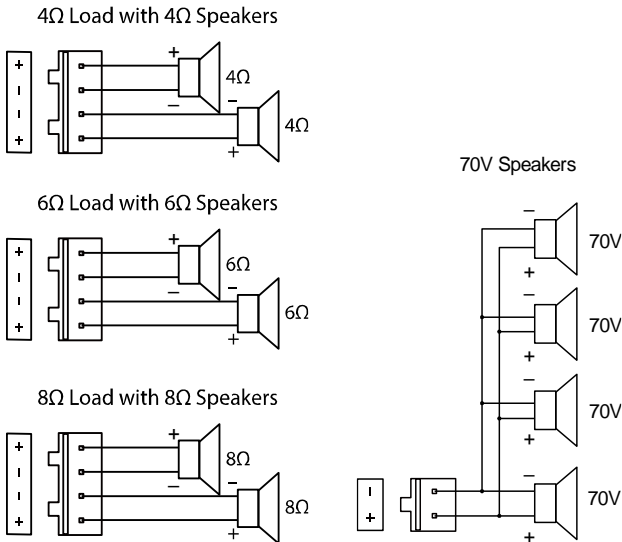 4Ω Load with 4Ω Speakers
+
−
−
+
+
4Ω
−
−
4Ω
+
6Ω Load with 6Ω Speakers
+
−
−
+
+
6Ω
−
−
6Ω
+
8Ω Load with 8Ω Speakers
+
−
−
+
+
8Ω
−
−
8Ω
+
70V Speakers
−
70V
+
−
70V
+
−
70V
+
−
70V
+
−
+